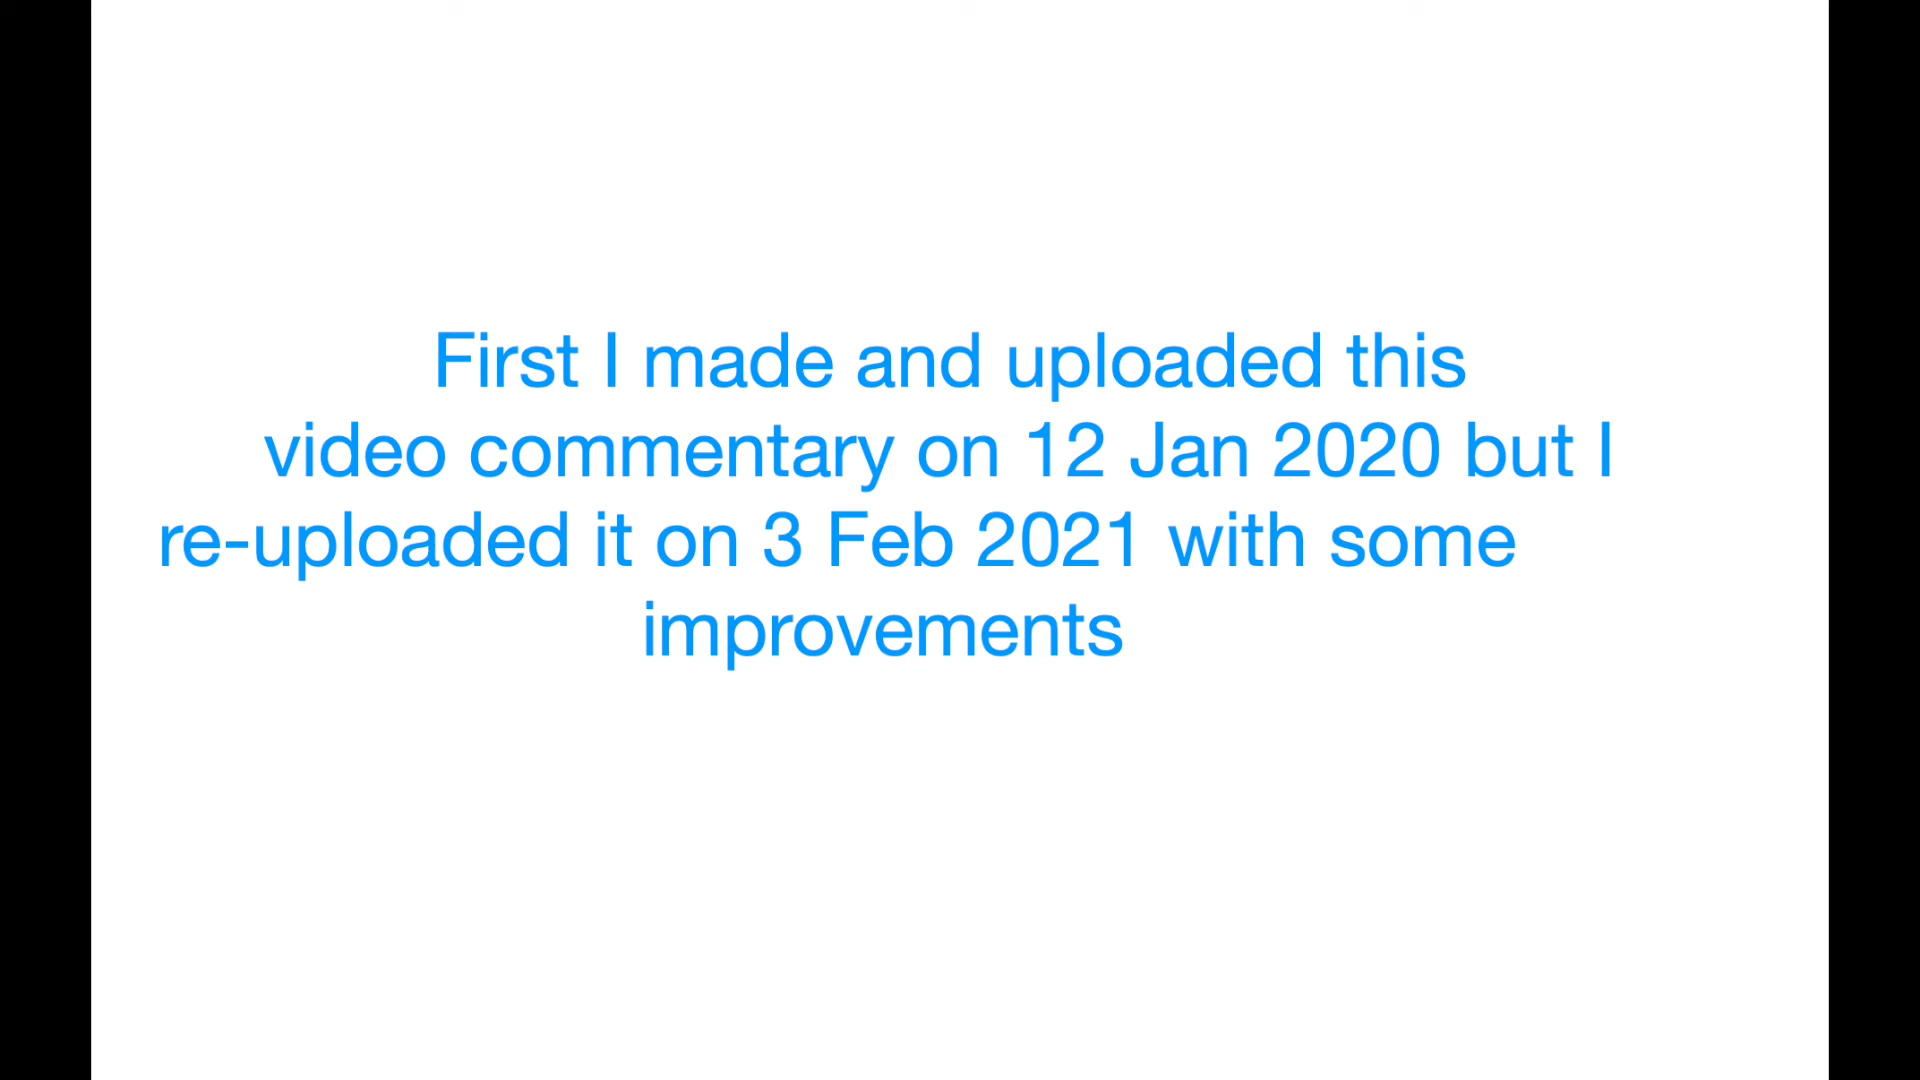 First I made and uploaded this
video commentary on 12 Jan 2020 but I
re-uploaded it on 3 Feb 2021 with some
improvements